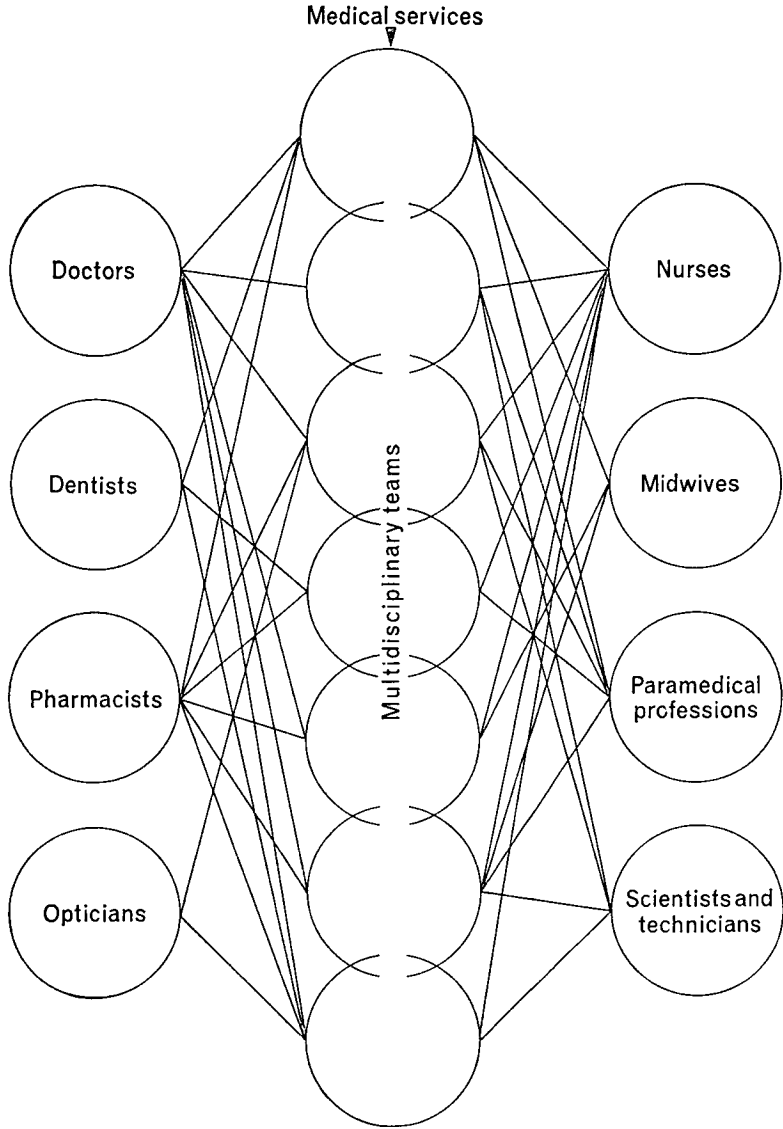 Medical services
Doctors
Nurses
Dentists
Multidisciplinary teams
Midwives
Pharmacists
Paramedical
professions
Opticians
Scientists and
technicians